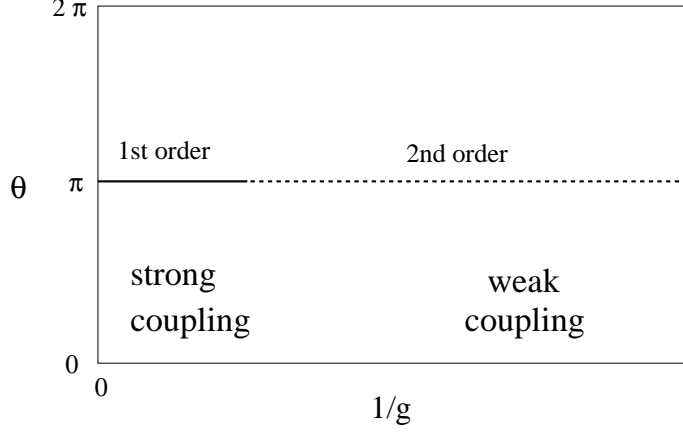 2 π
1st order
2nd order
θ
π
strong
coupling
weak
coupling
0
0
1/g